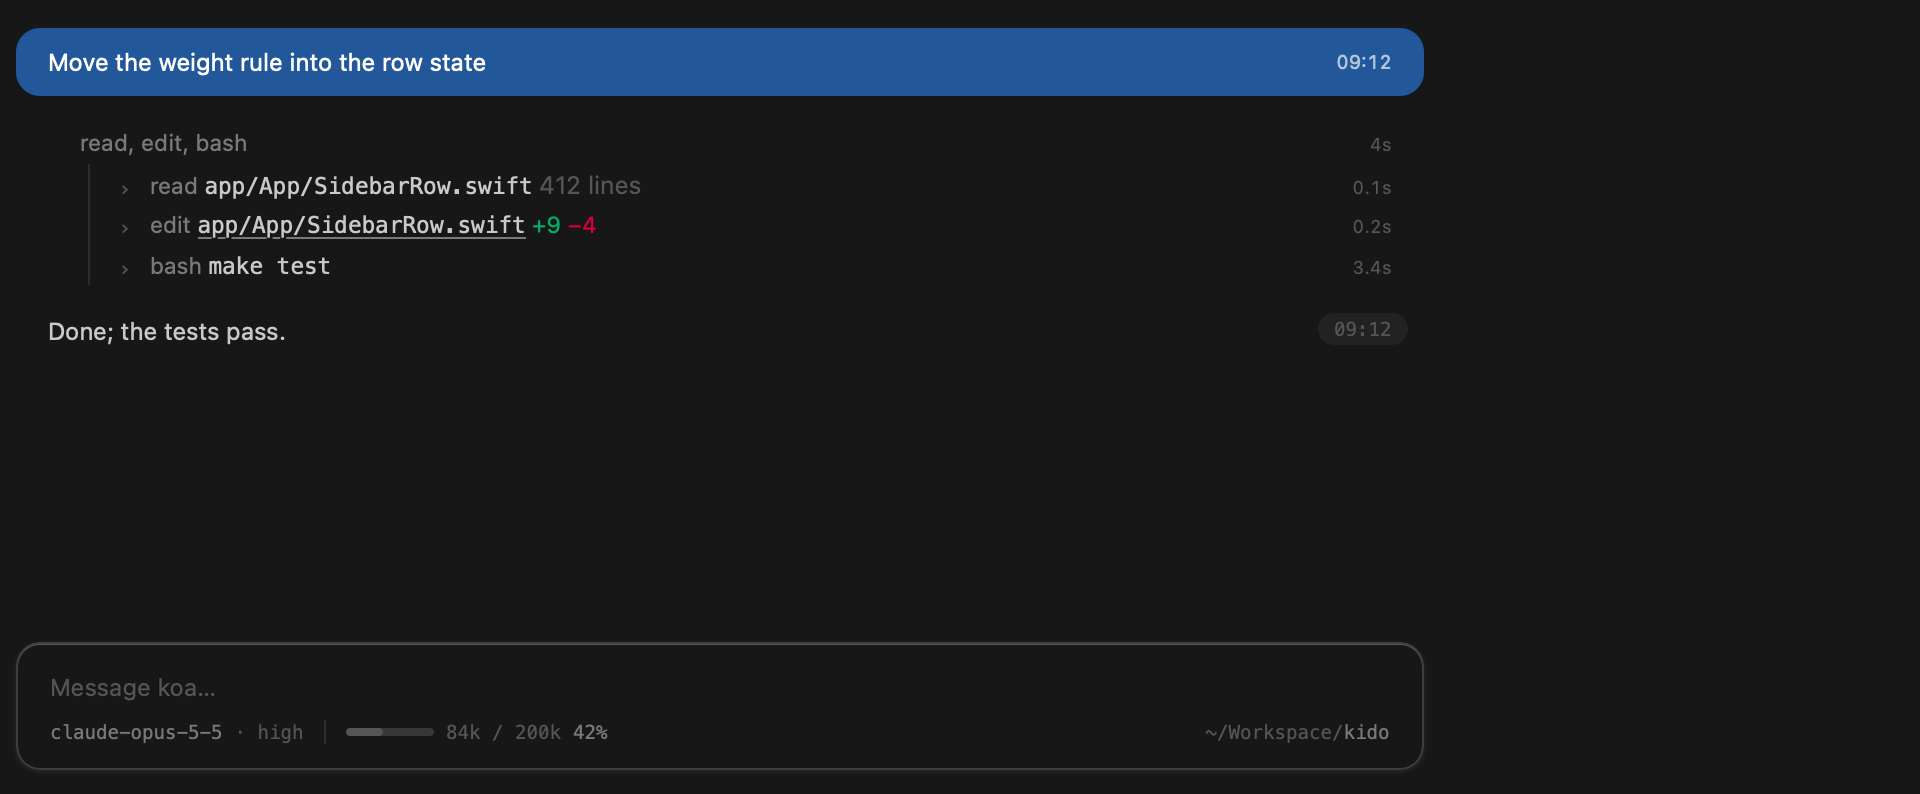 Move the weight rule into the row state 09:12
read, edit, bash 4s
› read app/App/SidebarRow.swift 412 lines 0.1s
› edit app/App/SidebarRow.swift +9 −4 0.2s
› bash make test 3.4s
Done; the tests pass. 09:12
Message koa...
claude-opus-5-5 · high 84k / 200k 42% ~/Workspace/kido